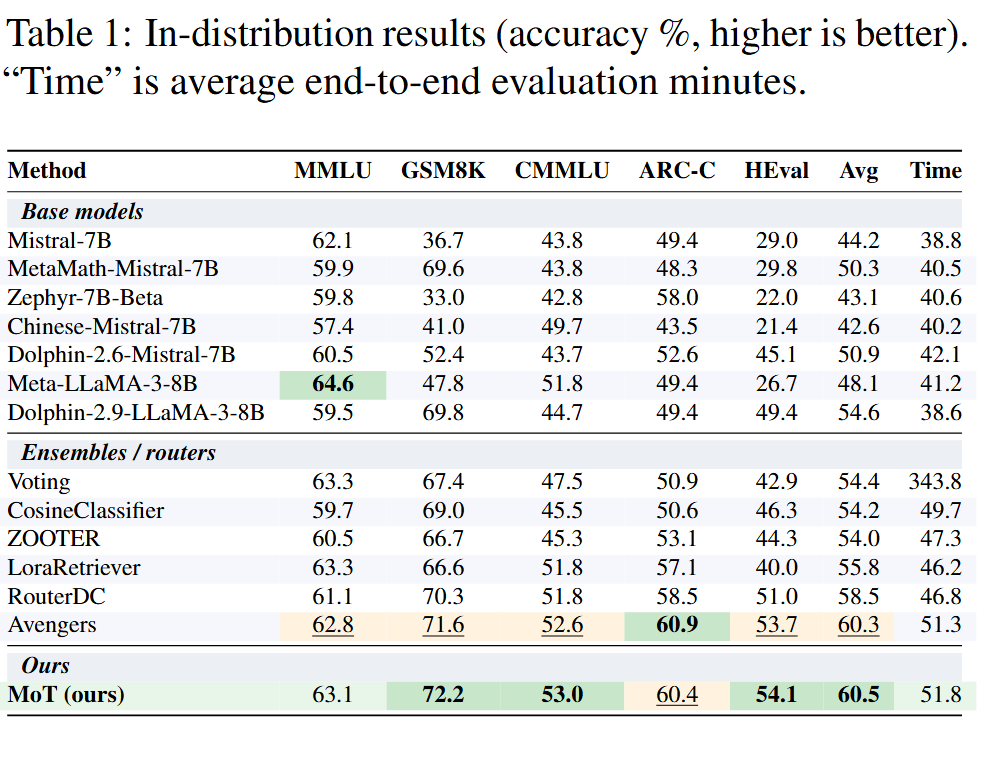 Table 1: In-distribution results (accuracy %, higher is better).
“Time” is average end-to-end evaluation minutes.
Method MMLU GSM8K CMMLU ARC-C HEval Avg Time
Base models
Mistral-7B 62.1 36.7 43.8 49.4 29.0 44.2 38.8
MetaMath-Mistral-7B 59.9 69.6 43.8 48.3 29.8 50.3 40.5
Zephyr-7B-Beta 59.8 33.0 42.8 58.0 22.0 43.1 40.6
Chinese-Mistral-7B 57.4 41.0 49.7 43.5 21.4 42.6 40.2
Dolphin-2.6-Mistral-7B 60.5 52.4 43.7 52.6 45.1 50.9 42.1
Meta-LLaMA-3-8B 64.6 47.8 51.8 49.4 26.7 48.1 41.2
Dolphin-2.9-LLaMA-3-8B 59.5 69.8 44.7 49.4 49.4 54.6 38.6
Ensembles / routers
Voting 63.3 67.4 47.5 50.9 42.9 54.4 343.8
CosineClassifier 59.7 69.0 45.5 50.6 46.3 54.2 49.7
ZOOTER 60.5 66.7 45.3 53.1 44.3 54.0 47.3
LoraRetriever 63.3 66.6 51.8 57.1 40.0 55.8 46.2
RouterDC 61.1 70.3 51.8 58.5 51.0 58.5 46.8
Avengers 62.8 71.6 52.6 60.9 53.7 60.3 51.3
Ours
MoT (ours) 63.1 72.2 53.0 60.4 54.1 60.5 51.8